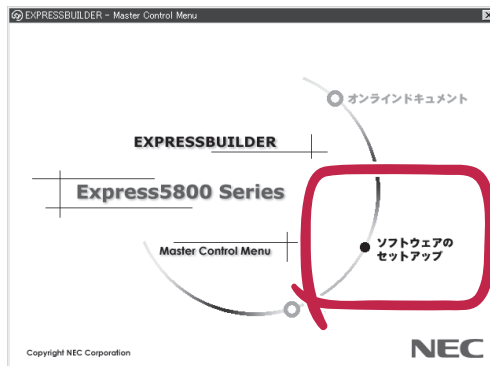 EXPRESSBUILDER - Master Control Menu
オンラインドキュメント
EXPRESSBUILDER
Express5800 Series
Master Control Menu
ソフトウェアの
セットアップ
Copyright NEC Corporation
NEC